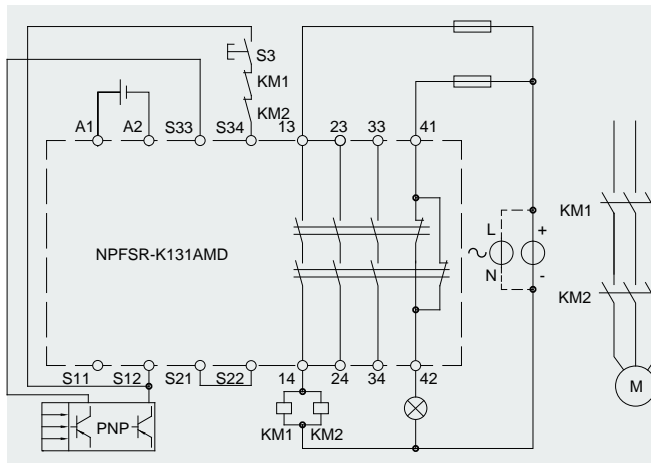 S3
KM1
KM2
A1 A2 S33 S34 13 23 33 41
NPFSR-K131AMD
L +
N -
KM1
KM2
M
S11 S12 S21 S22 14 24 34 42
PNP
KM1 KM2